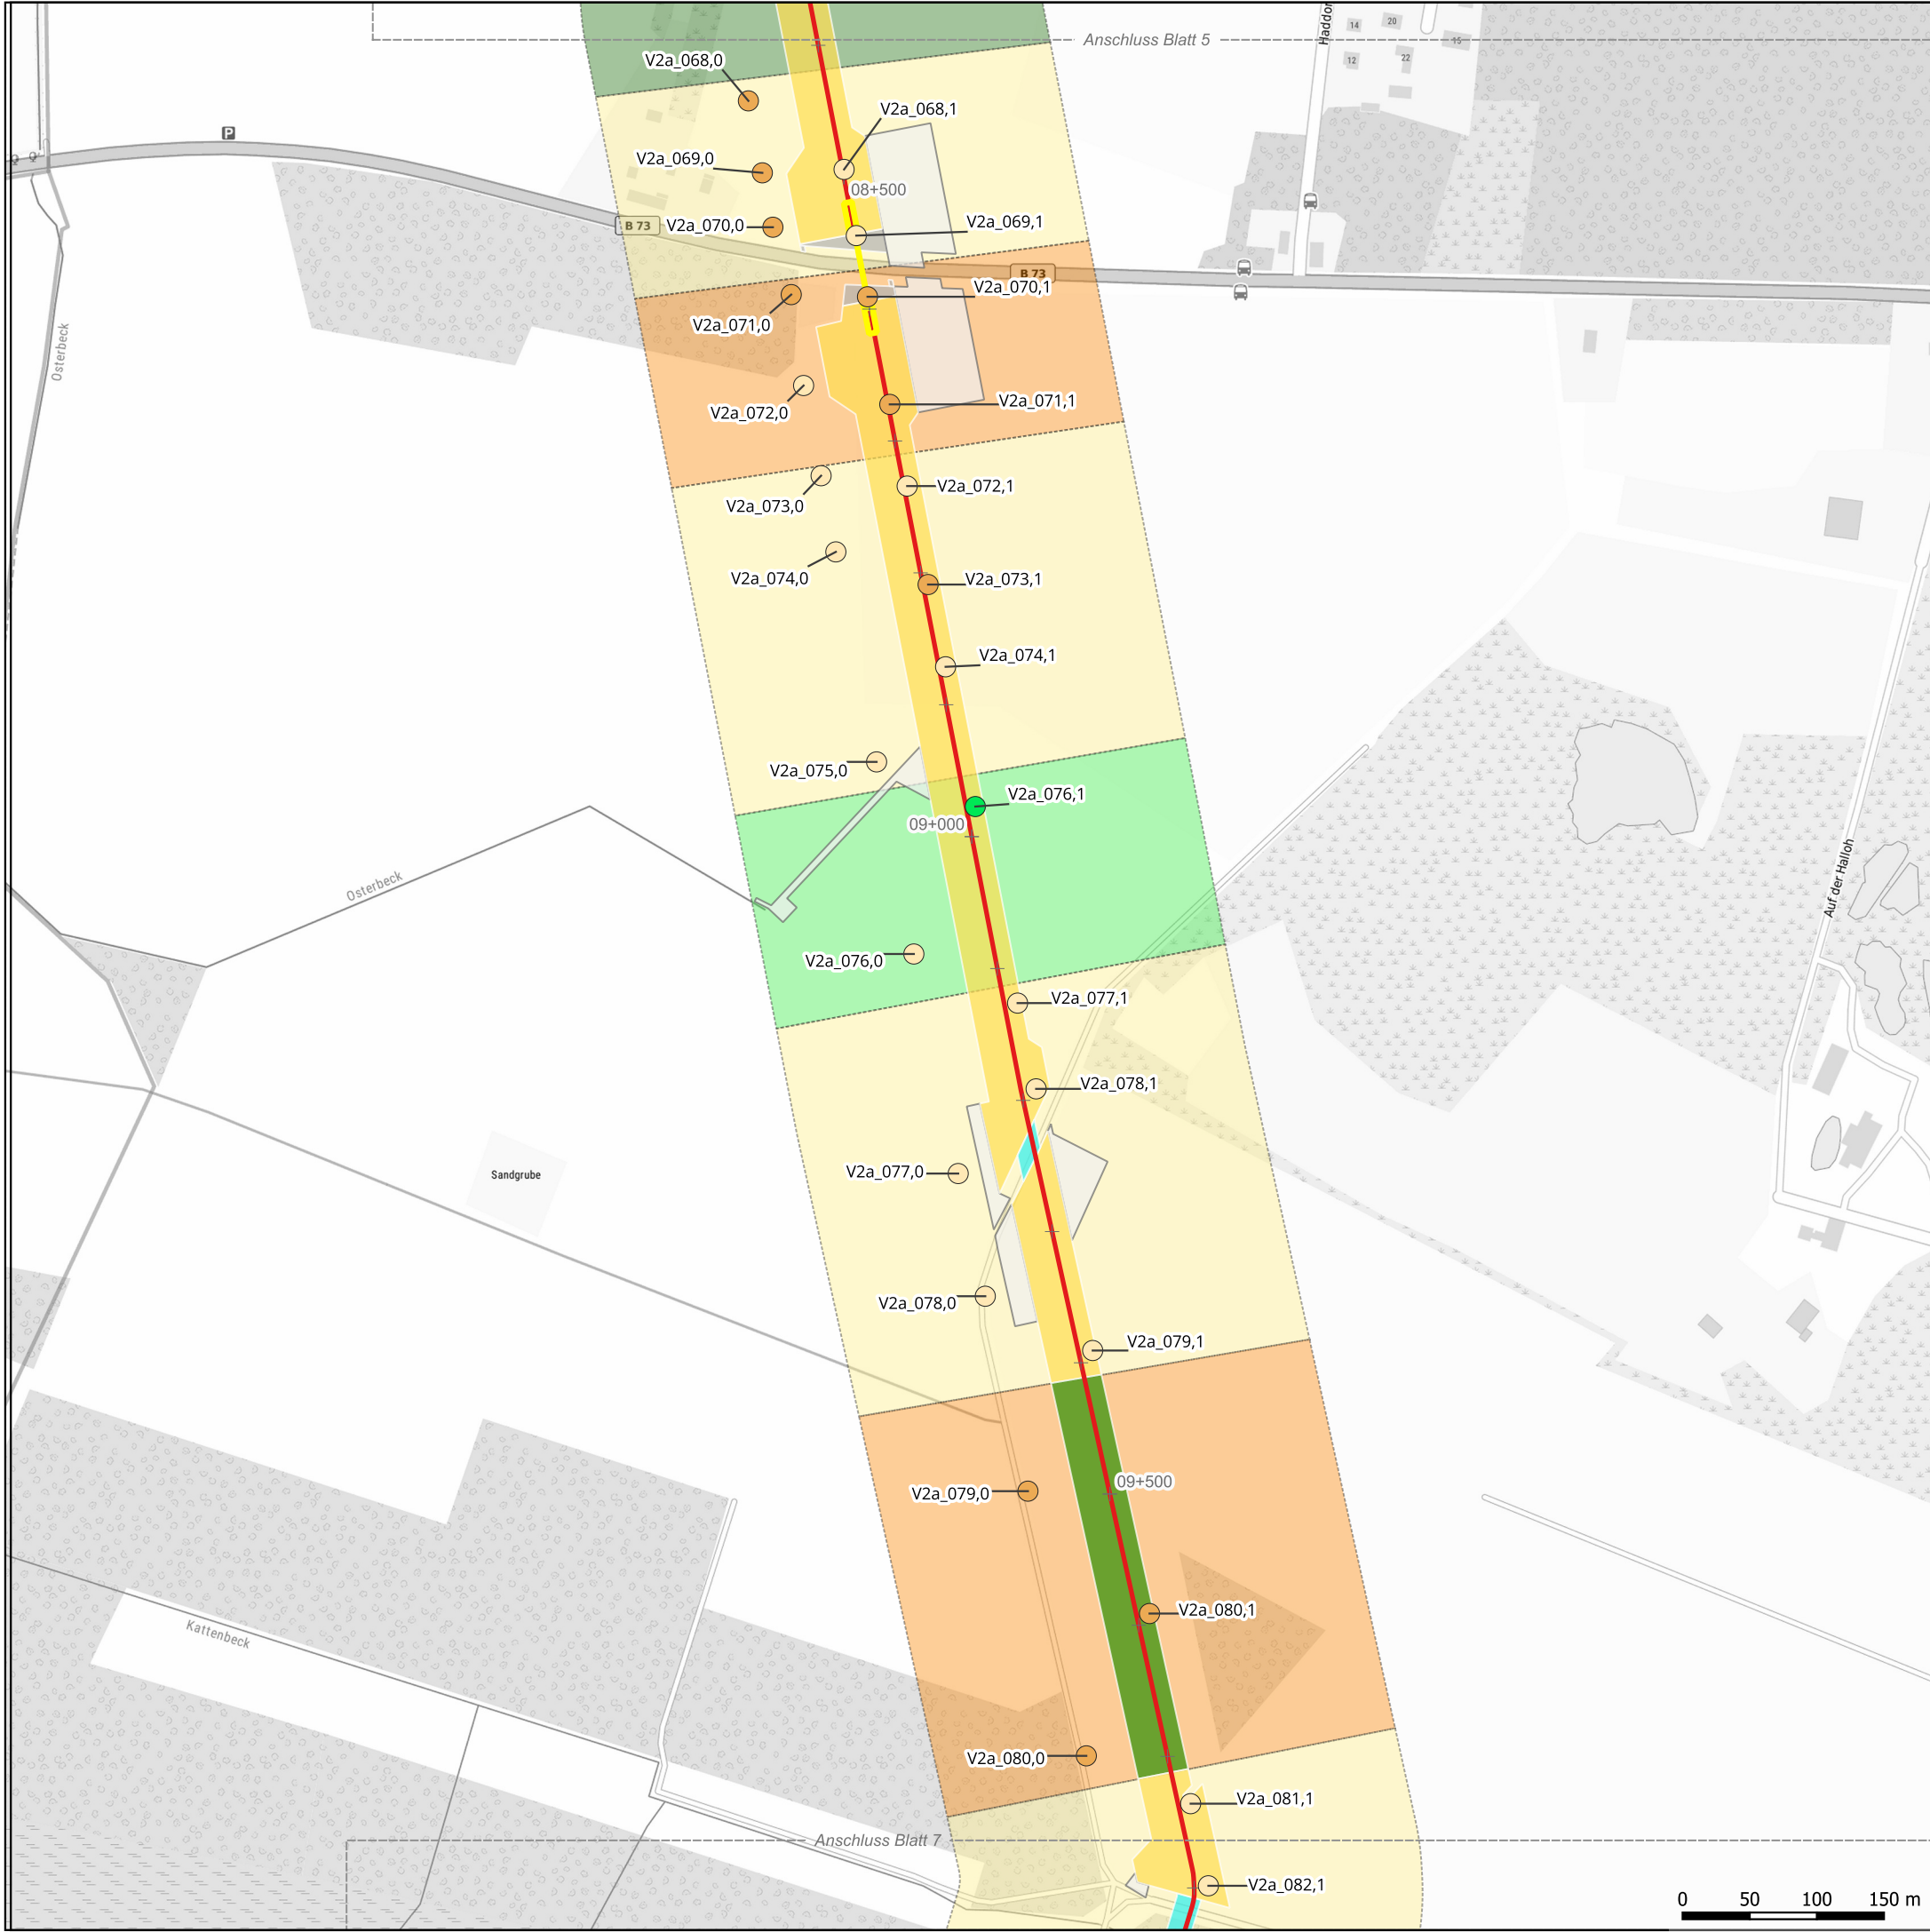 Haddor
14
20
15
12
22
Anschluss Blatt 5
V2a_068,0
V2a_068,1
P
V2a_069,0
08+500
B 73
V2a_070,0
V2a_069,1
B 73
V2a_070,1
V2a_071,0
Osterbeck
V2a_071,1
V2a_072,0
V2a_072,1
V2a_073,0
V2a_073,1
V2a_074,0
V2a_074,1
V2a_075,0
V2a_076,1
09+000
Osterbeck
Auf der Halloh
V2a_076,0
V2a_077,1
V2a_078,1
V2a_077,0
Sandgrube
V2a_078,0
V2a_079,1
09+500
V2a_079,0
V2a_080,1
Kattenbeck
V2a_080,0
V2a_081,1
Anschluss Blatt 7
V2a_082,1
0 50 100 150 m